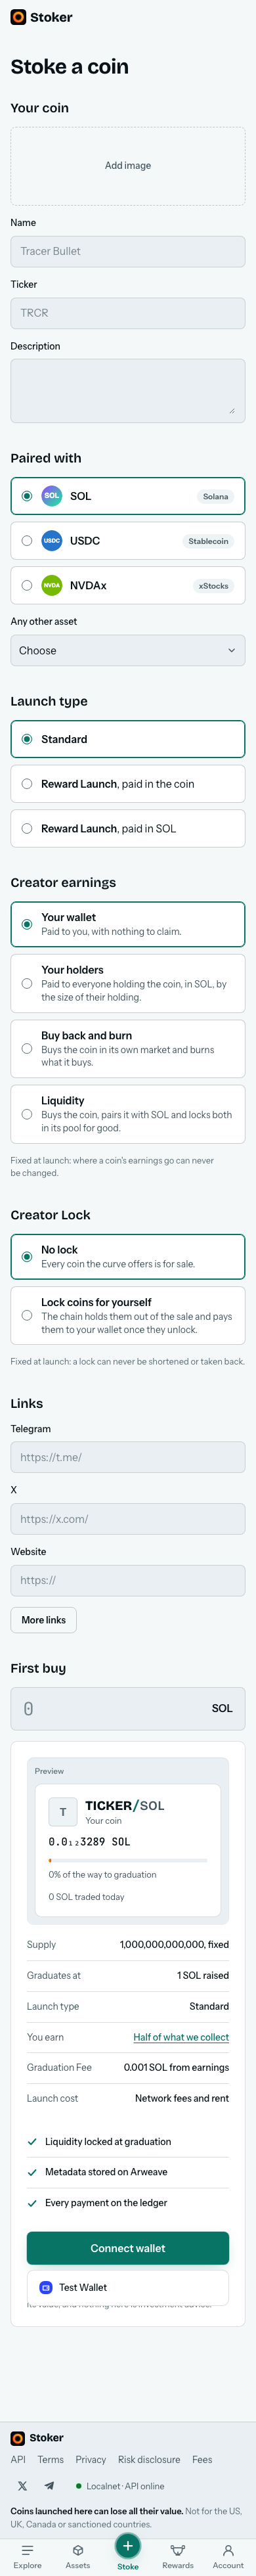 Stoker
Stoke a coin
Your coin
Add image
Name
Tracer Bullet
Ticker
TRCR
Description
Paired with
SOL SOL Solana
USDC USDC Stablecoin
NVDA NVDAx xStocks
Any other asset
Choose
Launch type
Standard
Reward Launch, paid in the coin
Reward Launch, paid in SOL
Creator earnings
Your wallet
Paid to you, with nothing to claim.
Your holders
Paid to everyone holding the coin, in SOL, by
the size of their holding.
Buy back and burn
Buys the coin in its own market and burns
what it buys.
Liquidity
Buys the coin, pairs it with SOL and locks both
in its pool for good.
Fixed at launch: where a coin's earnings go can never
be changed.
Creator Lock
No lock
Every coin the curve offers is for sale.
Lock coins for yourself
The chain holds them out of the sale and pays
them to your wallet once they unlock.
Fixed at launch: a lock can never be shortened or taken back.
Links
Telegram
https://t.me/
X
https://x.com/
Website
https://
More links
First buy
0 SOL
Preview
T TICKER/SOL
Your coin
0.0₁₂3289 SOL
0% of the way to graduation
0 SOL traded today
Supply 1,000,000,000,000, fixed
Graduates at 1 SOL raised
Launch type Standard
You earn Half of what we collect
Graduation Fee 0.001 SOL from earnings
Launch cost Network fees and rent
Liquidity locked at graduation
Metadata stored on Arweave
Every payment on the ledger
Connect wallet
Test Wallet
Stoker
API Terms Privacy Risk disclosure Fees
Localnet · API online
Coins launched here can lose all their value. Not for the US,
UK, Canada or sanctioned countries.
Explore Assets Stoke Rewards Account